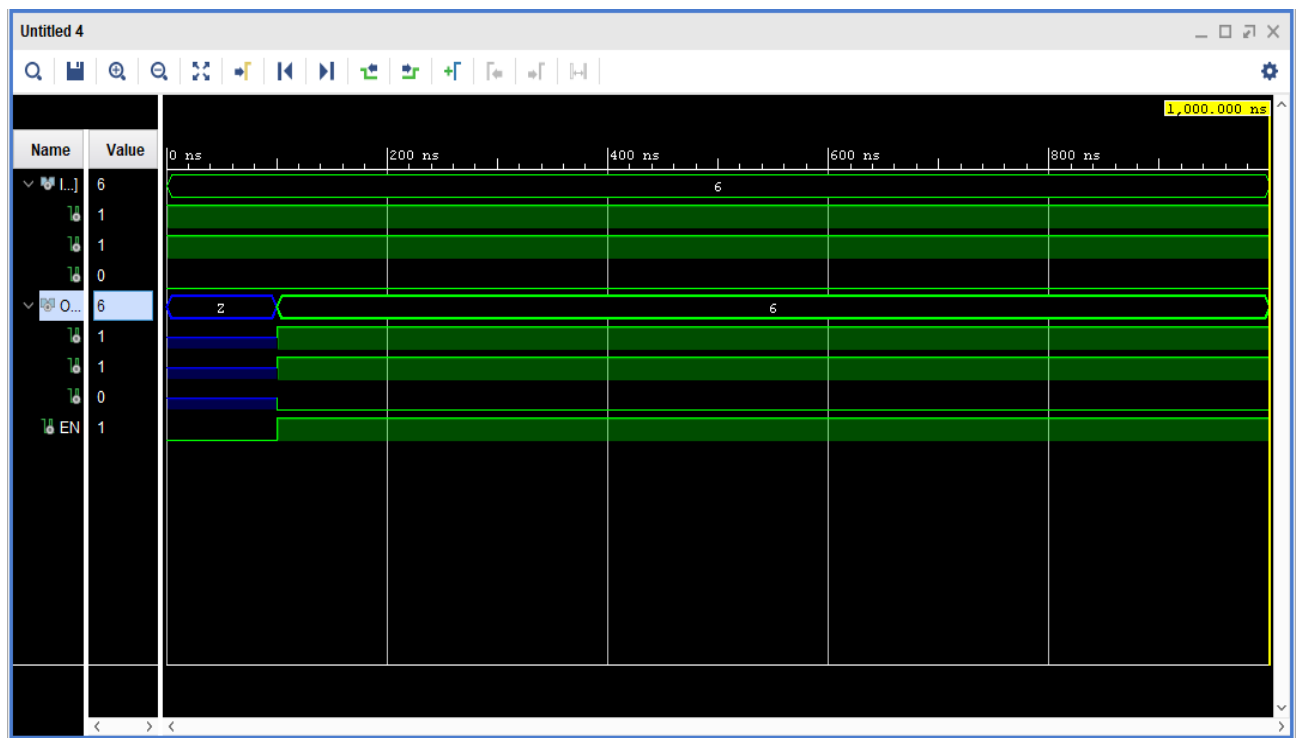 Untitled 4
1,000.000 ns
Name Value 0 ns 200 ns 400 ns 600 ns 800 ns
I...] 6 6
1
1
0
O... 6 Z 6
1
1
0
EN 1